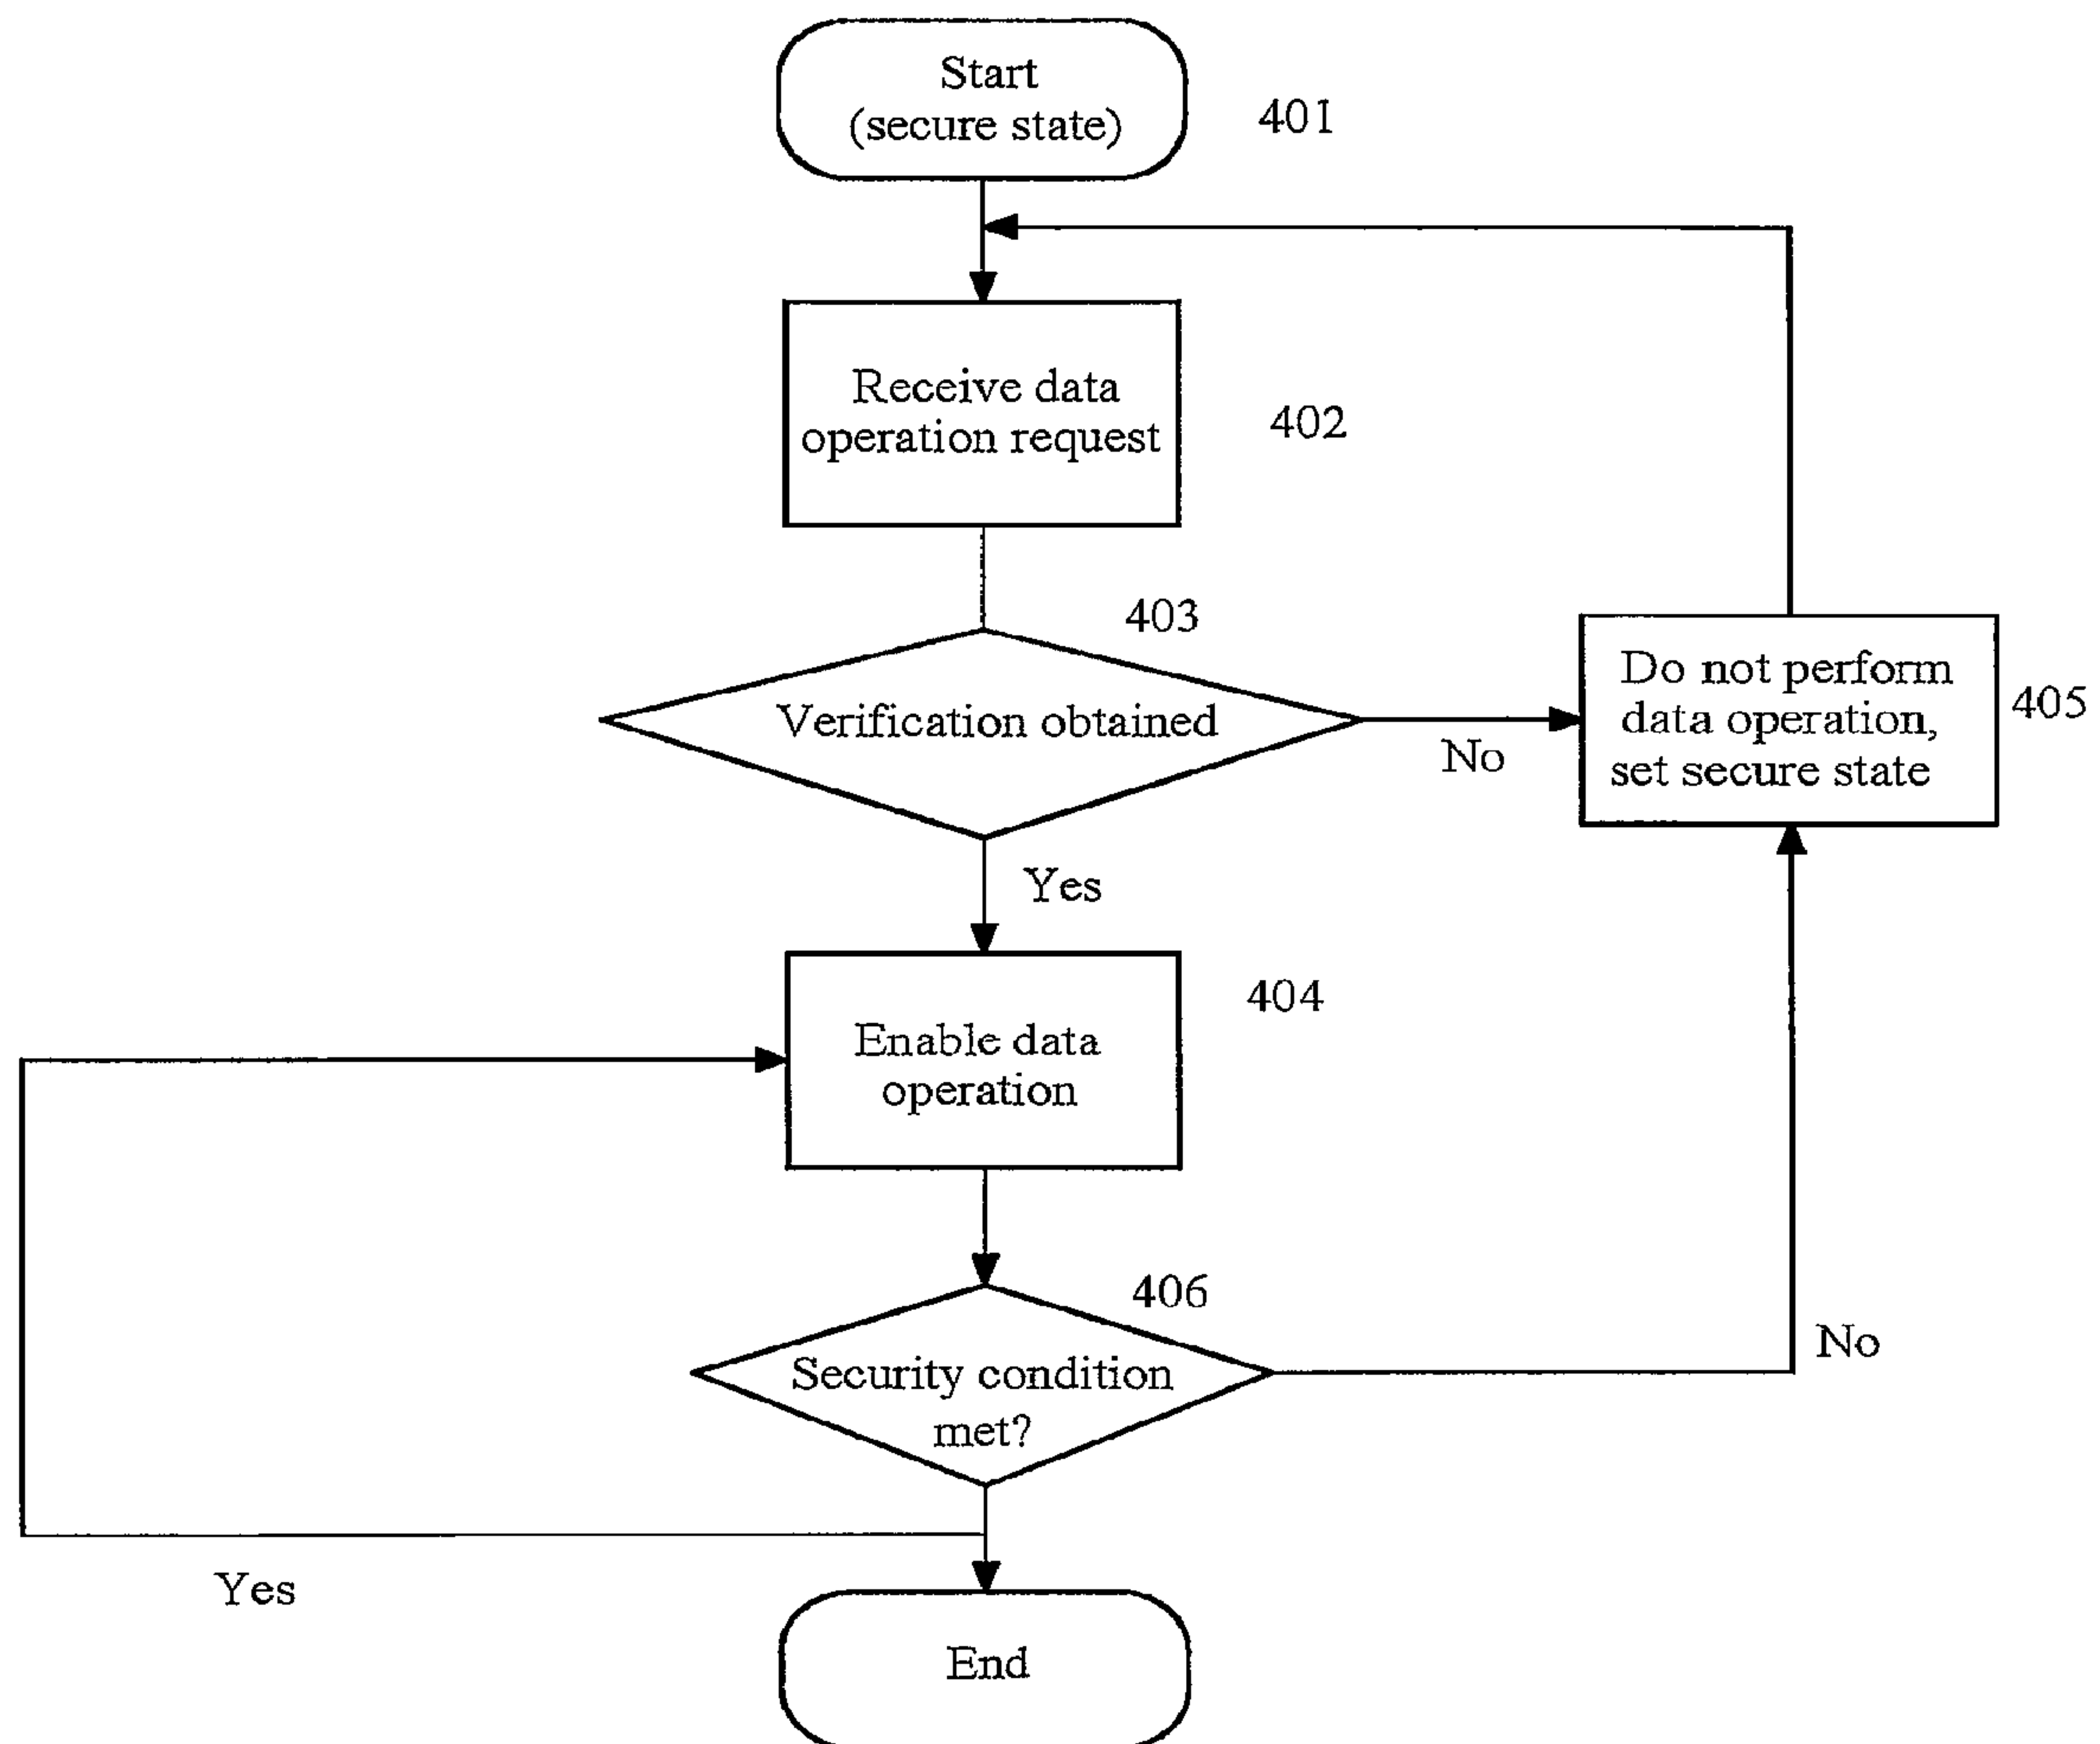 Start
(secure state)
401
Receive data
operation request
402
403
Verification obtained
No
Do not perform
data operation,
set secure state
405
Yes
404
Enable data
operation
406
Security condition
met?
No
Yes
End